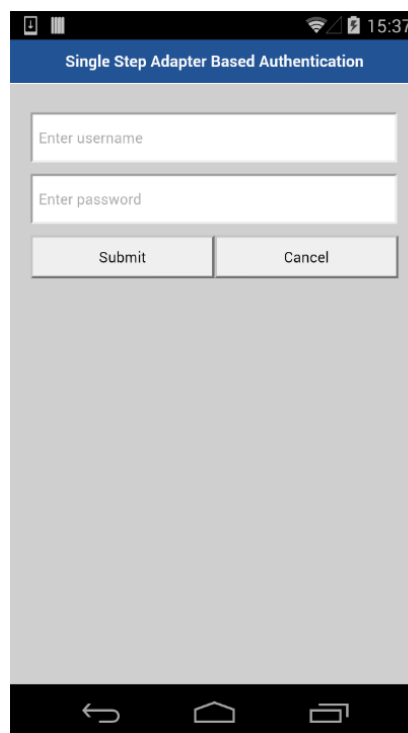 15:37
Single Step Adapter Based Authentication
Enter username
Enter password
Submit Cancel